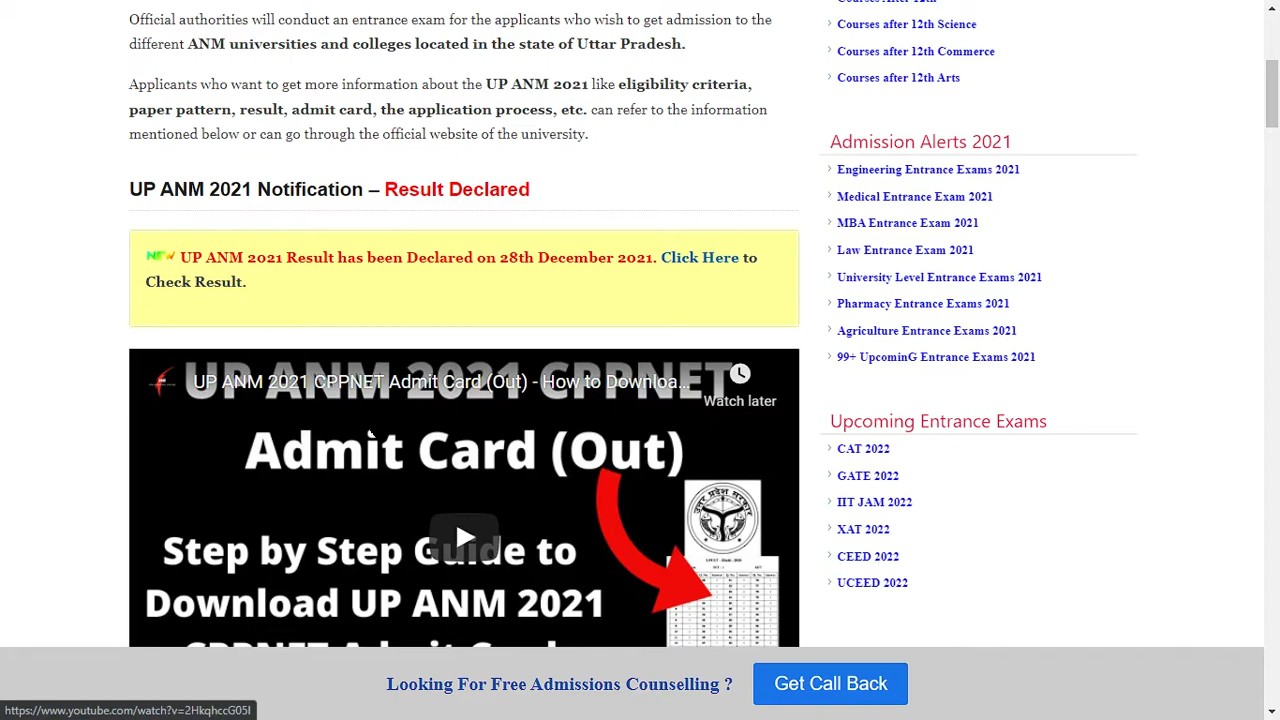 Official authorities will conduct an entrance exam for the applicants who wish to get admission to the
different ANM universities and colleges located in the state of Uttar Pradesh.
Applicants who want to get more information about the UP ANM 2021 like eligibility criteria,
paper pattern, result, admit card, the application process, etc. can refer to the information
mentioned below or can go through the official website of the university.
UP ANM 2021 Notification – Result Declared
NEW UP ANM 2021 Result has been Declared on 28th December 2021. Click Here to
Check Result.
UP ANM 2021 CPPNET
UP ANM 2021 CPPNET Admit Card (Out) - How to Downloa...
Watch later
Admit Card (Out)
Step by Step Guide to
Download UP ANM 2021
CPPNET Admit Card
Courses after 12th Science
Courses after 12th Commerce
Courses after 12th Arts
Admission Alerts 2021
Engineering Entrance Exams 2021
Medical Entrance Exam 2021
MBA Entrance Exam 2021
Law Entrance Exam 2021
University Level Entrance Exams 2021
Pharmacy Entrance Exams 2021
Agriculture Entrance Exams 2021
99+ UpcominG Entrance Exams 2021
Upcoming Entrance Exams
CAT 2022
GATE 2022
IIT JAM 2022
XAT 2022
CEED 2022
UCEED 2022
Looking For Free Admissions Counselling ?
Get Call Back
https://www.youtube.com/watch?v=2HkqhccG05I